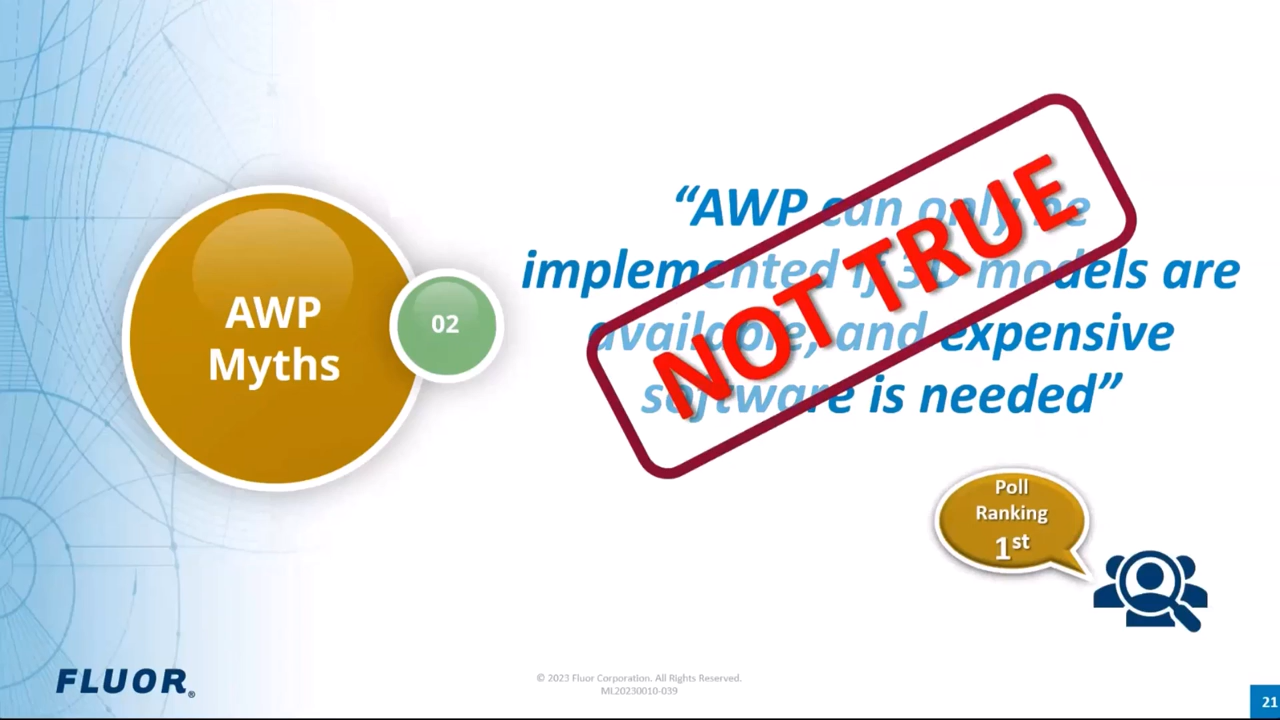 AWP
Myths
02
“AWP can only be
implemented if 3D models are
available, and expensive
software is needed”
NOT TRUE
Poll
Ranking
1st
FLUOR®
© 2023 Fluor Corporation. All Rights Reserved.
ML20230010-039
21